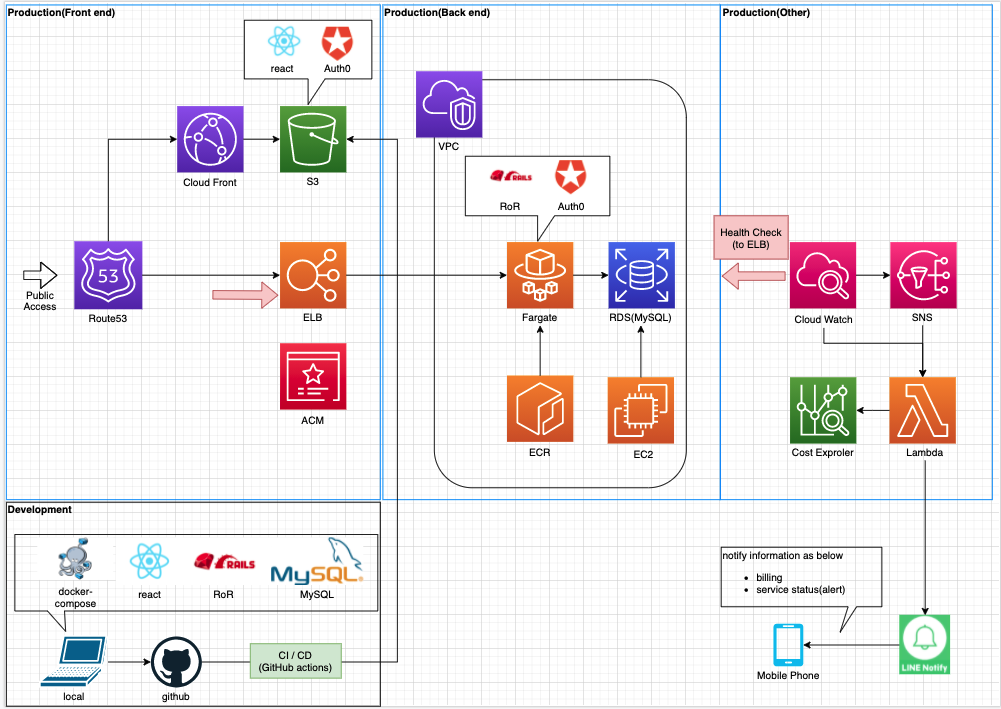 Production(Front end)
Production(Back end)
Production(Other)
react
Auth0
Cloud Front
S3
VPC
RAILS
RoR
Auth0
Public
Access
53
Route53
ELB
Fargate
RDS(MySQL)
Health Check
(to ELB)
Cloud Watch
SNS
ACM
ECR
EC2
Cost Exproler
Lambda
Development
docker-
compose
react
RAILS
RoR
MySQL
MySQL
local
github
CI / CD
(GitHub actions)
notify information as below
billing
service status(alert)
Mobile Phone
LINE Notify